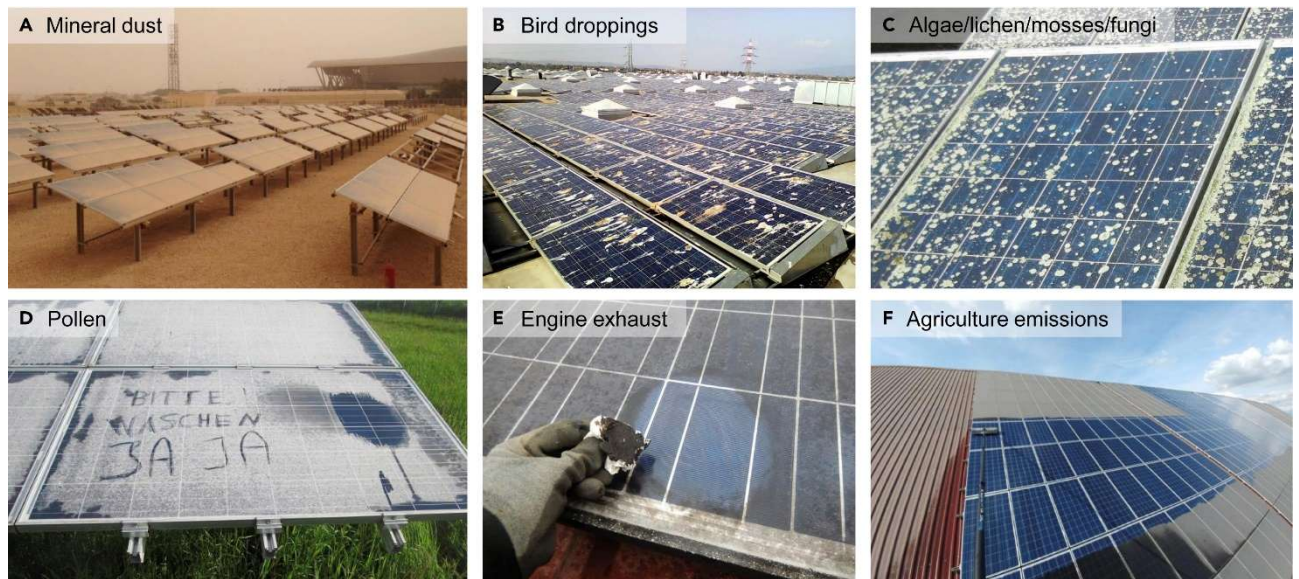 A Mineral dust
B Bird droppings
C Algae/lichen/mosses/fungi
D Pollen
BITTE
WASCHEN
JA JA
E Engine exhaust
F Agriculture emissions